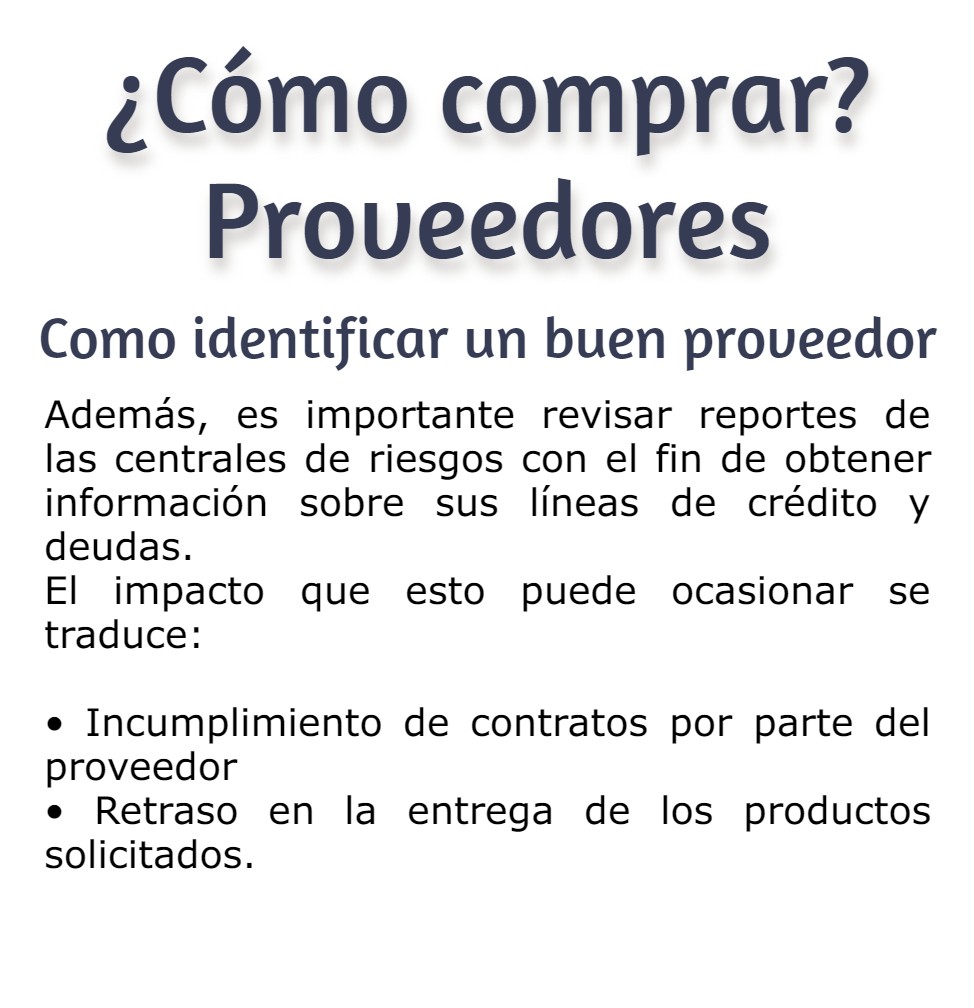 ¿Cómo comprar?
Proveedores
Como identificar un buen proveedor
Además, es importante revisar reportes de
las centrales de riesgos con el fin de obtener
información sobre sus líneas de crédito y
deudas.
El impacto que esto puede ocasionar se
traduce:
• Incumplimiento de contratos por parte del
proveedor
• Retraso en la entrega de los productos
solicitados.